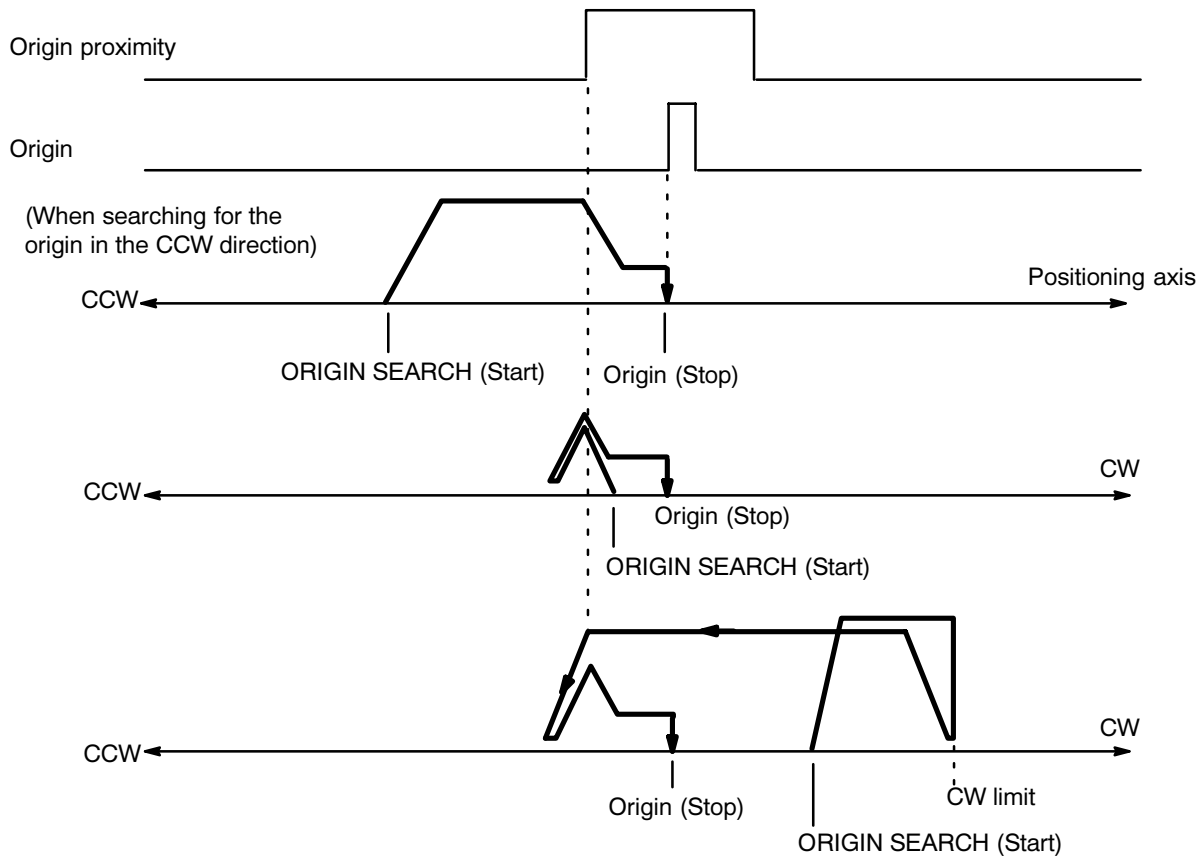 Origin proximity
Origin
(When searching for the
origin in the CCW direction)
Positioning axis
CCW
ORIGIN SEARCH (Start)
Origin (Stop)
CCW
CW
Origin (Stop)
ORIGIN SEARCH (Start)
CCW
CW
Origin (Stop)
CW limit
ORIGIN SEARCH (Start)